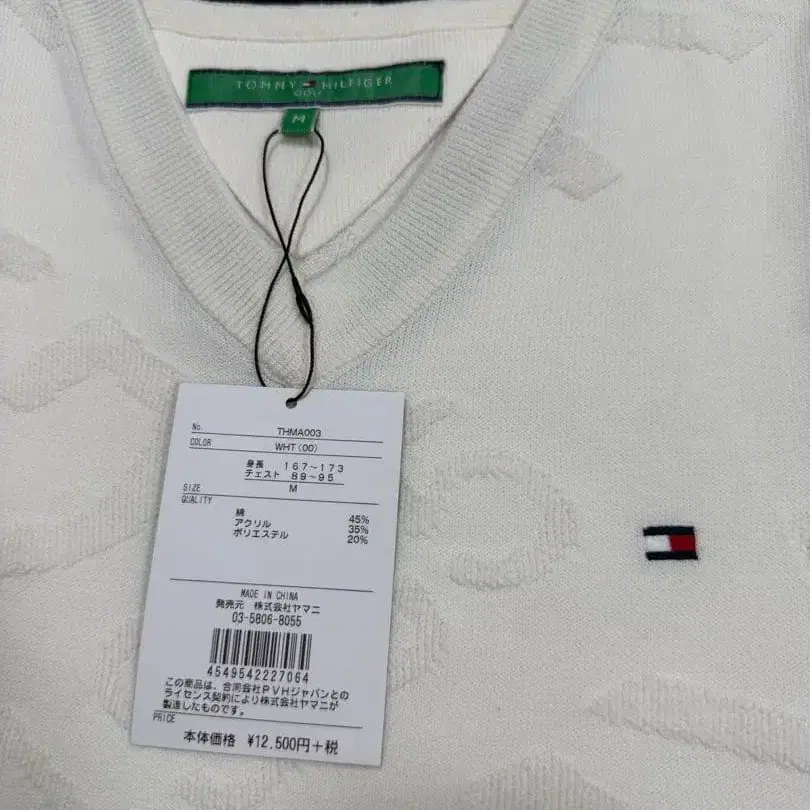 TOMMY HILFIGER
GOLF
M
No. THMA003
COLOR WHT(00)
身長 167～173
チェスト 89～95
SIZE M
QUALITY
綿 45%
アクリル 35%
ポリエステル 20%
MADE IN CHINA
発売元 株式会社ヤマニ
03-5806-8055
4549542227064
この商品は、合同会社PVHジャパンとの
ライセンス契約により株式会社ヤマニが
製造したものです。
PRICE
本体価格 ¥12,500円+税